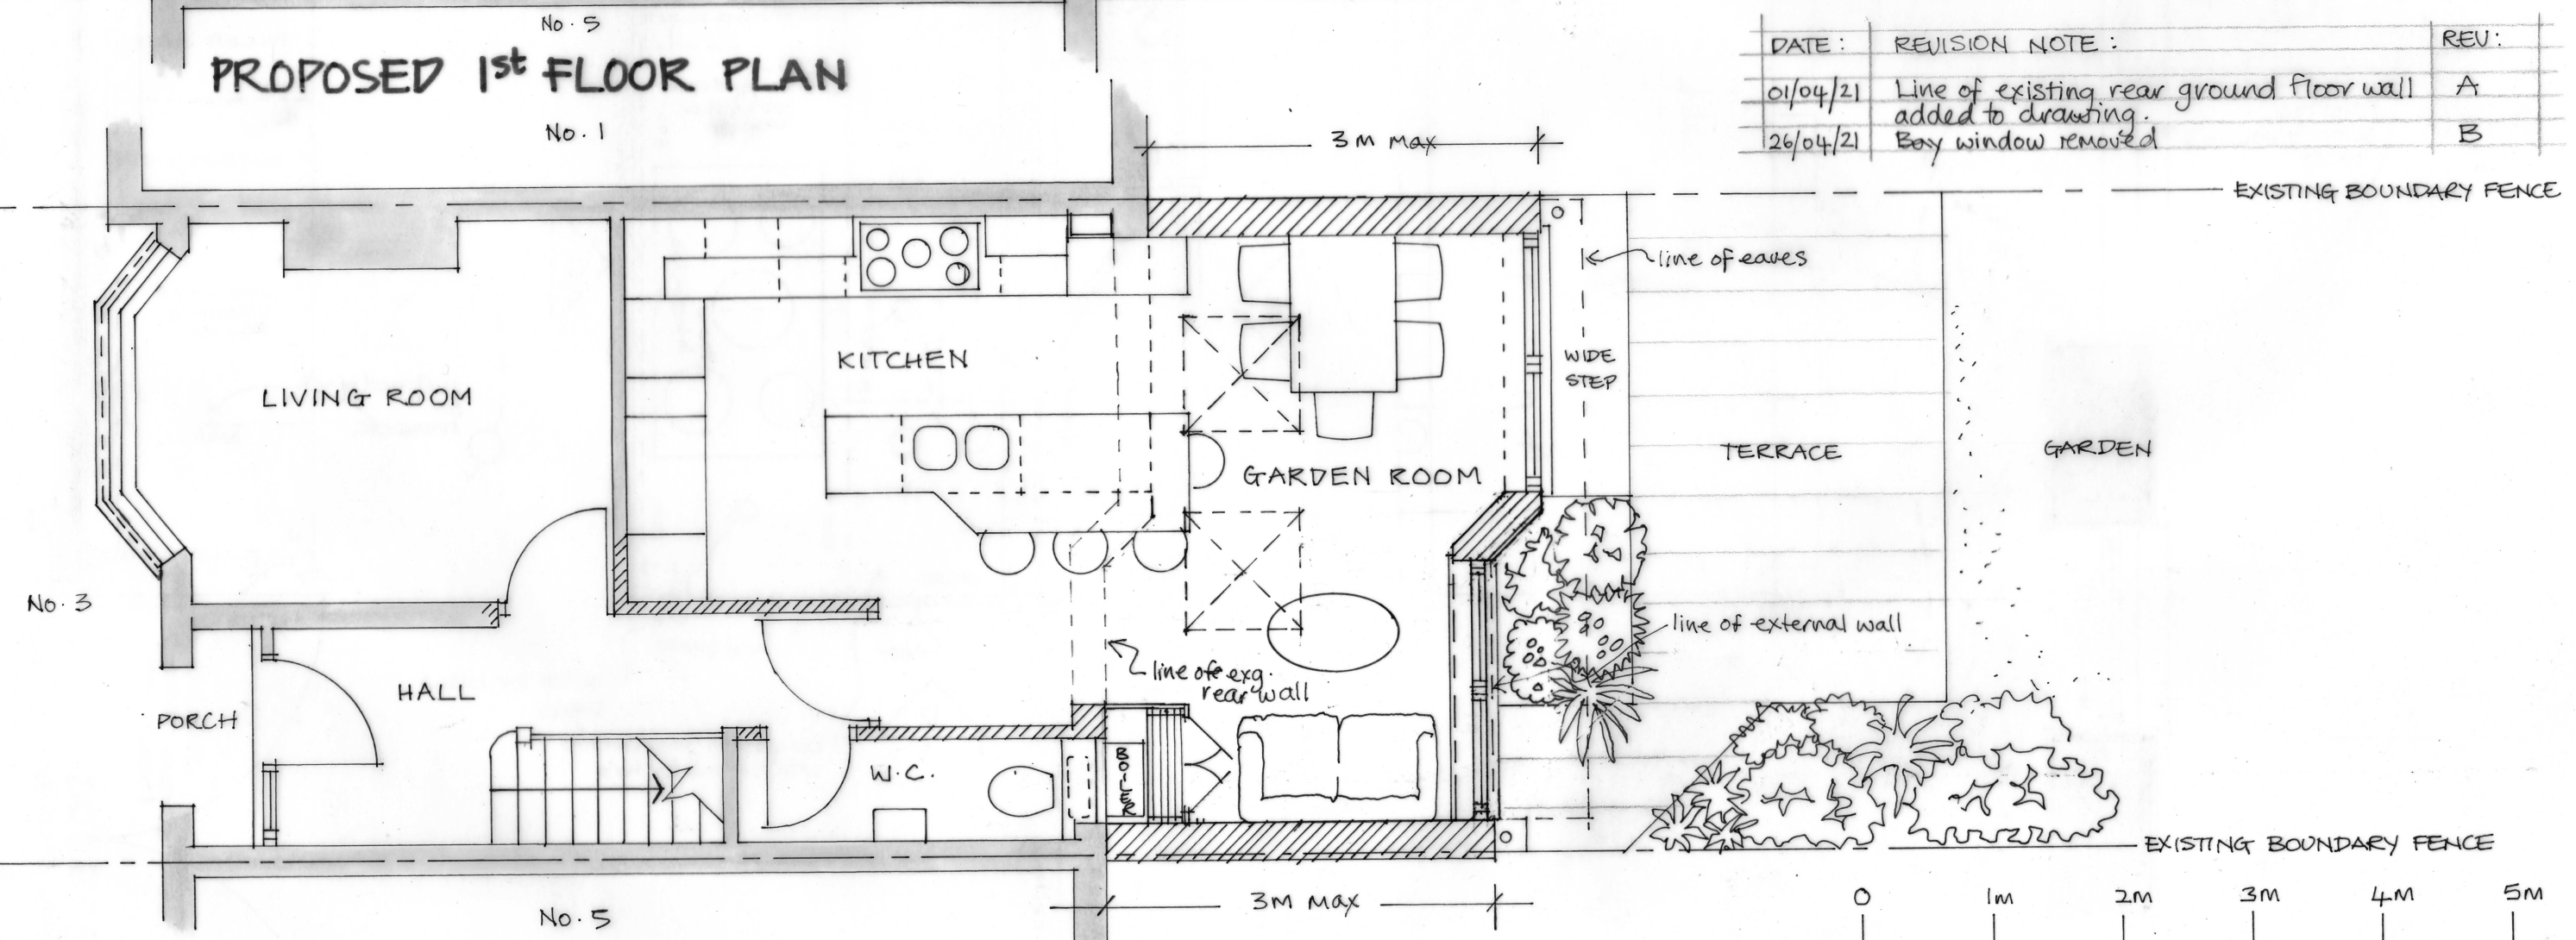 No. 5
PROPOSED 1st FLOOR PLAN
No. 1
DATE: REVISION NOTE: REV:
01/04/21 Line of existing rear ground floor wall A
added to drawing.
26/04/21 Bay window removed B
3m max
EXISTING BOUNDARY FENCE
line of eaves
WIDE
STEP
KITCHEN
LIVING ROOM
GARDEN ROOM
TERRACE
GARDEN
No. 3
line of external wall
line of exg.
rear wall
HALL
PORCH
W.C.
BOILER
EXISTING BOUNDARY FENCE
3m max
No. 5
0 1m 2m 3m 4m 5m